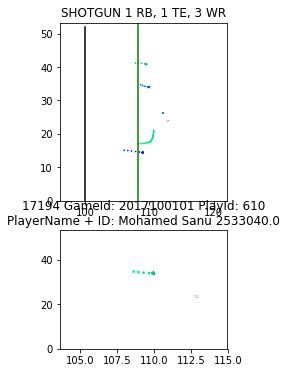 SHOTGUN 1 RB, 1 TE, 3 WR
50
40
30
20
10
0
100 110 120
17194 GameId: 2017100101 PlayId: 610
PlayerName + ID: Mohamed Sanu 2533040.0
40
20
0
105.0 107.5 110.0 112.5 115.0